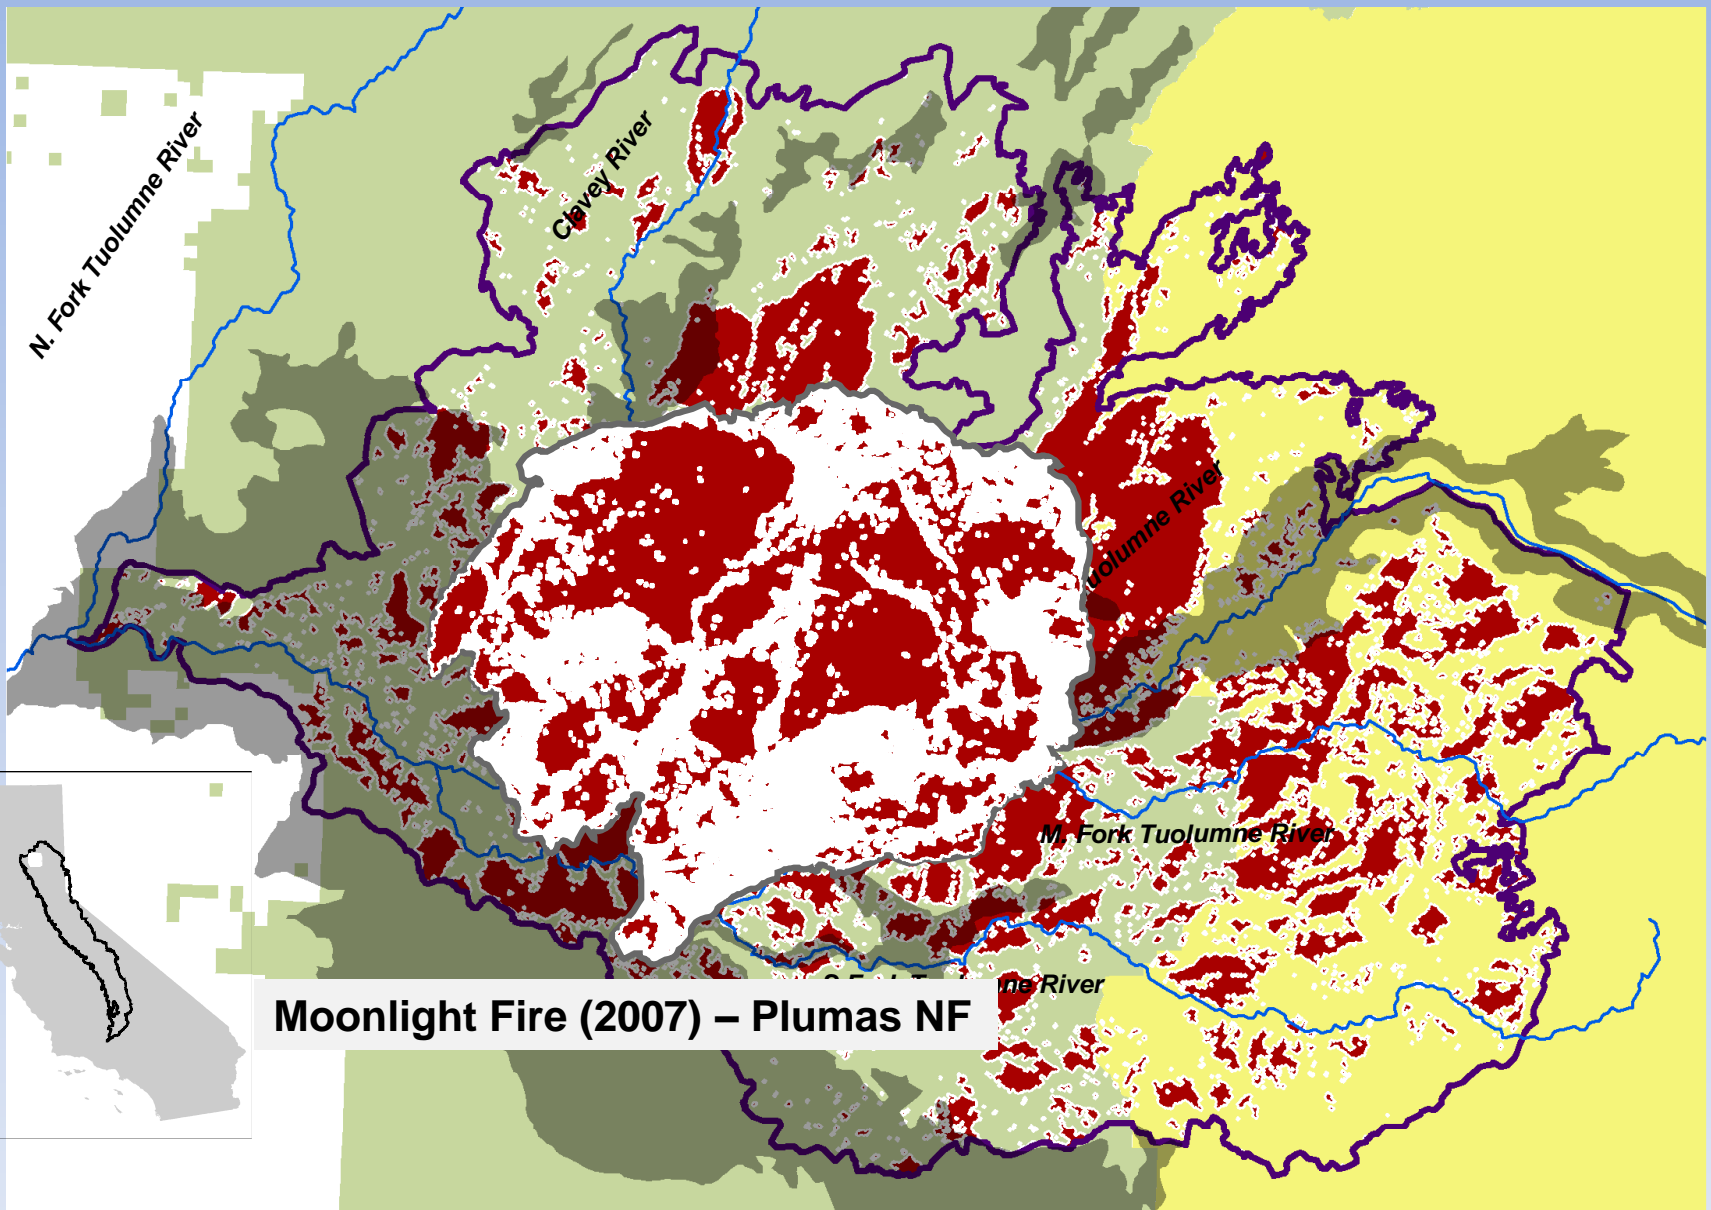 N. Fork Tuolumne River
Clavey River
uolumne River
M. Fork Tuolumne River
ne River
Moonlight Fire (2007) – Plumas NF